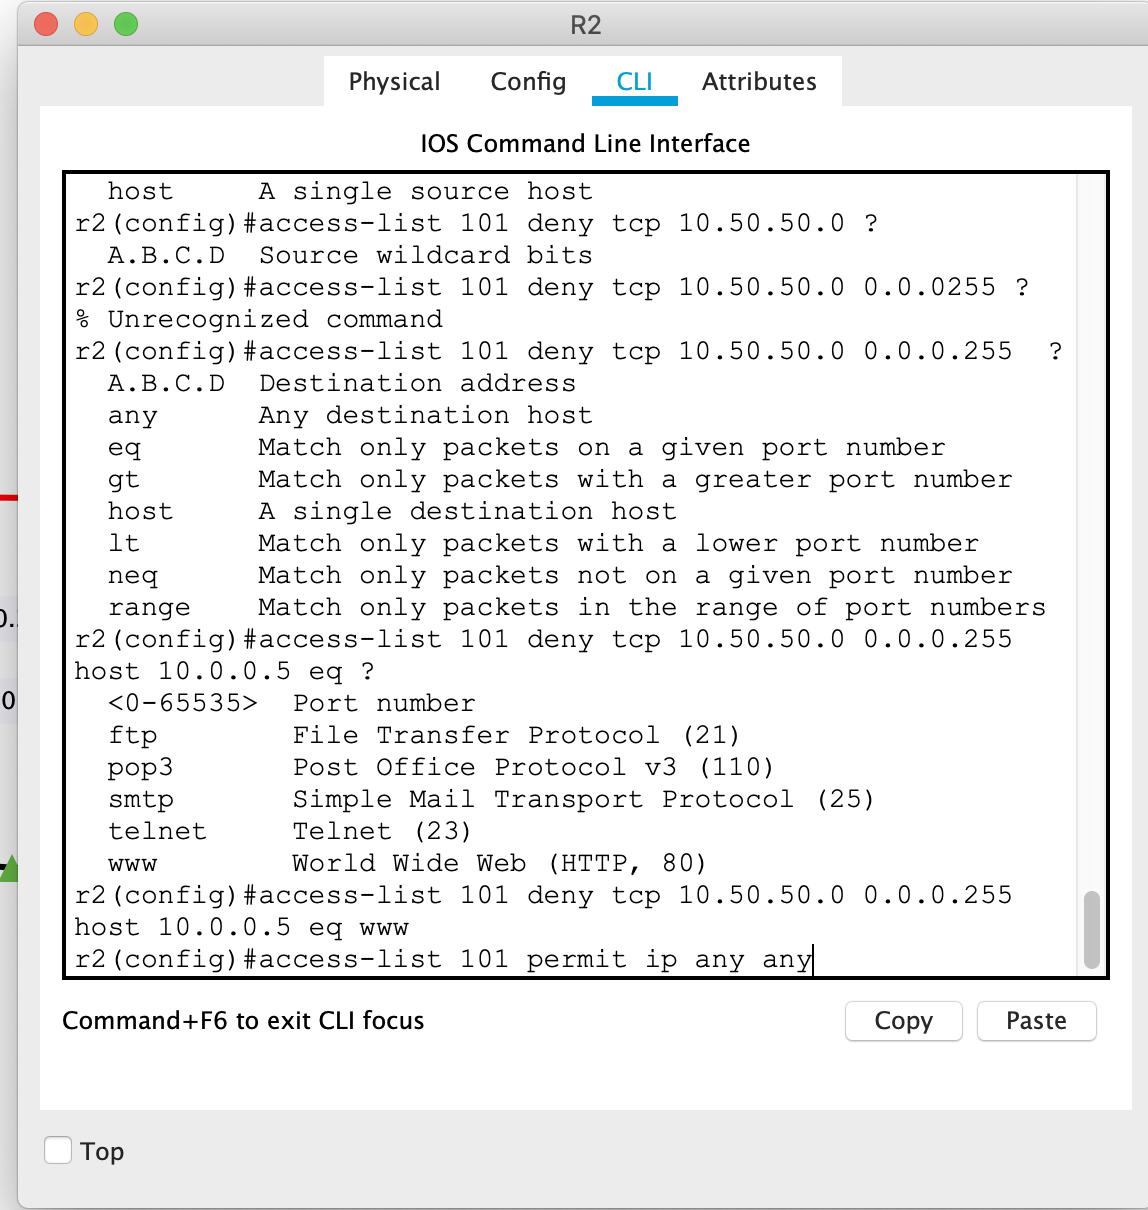 R2
Physical Config CLI Attributes
IOS Command Line Interface
host A single source host
r2(config)#access-list 101 deny tcp 10.50.50.0 ?
A.B.C.D Source wildcard bits
r2(config)#access-list 101 deny tcp 10.50.50.0 0.0.0255 ?
% Unrecognized command
r2(config)#access-list 101 deny tcp 10.50.50.0 0.0.0.255 ?
A.B.C.D Destination address
any Any destination host
eq Match only packets on a given port number
gt Match only packets with a greater port number
host A single destination host
lt Match only packets with a lower port number
neq Match only packets not on a given port number
range Match only packets in the range of port numbers
r2(config)#access-list 101 deny tcp 10.50.50.0 0.0.0.255
host 10.0.0.5 eq ?
<0-65535> Port number
ftp File Transfer Protocol (21)
pop3 Post Office Protocol v3 (110)
smtp Simple Mail Transport Protocol (25)
telnet Telnet (23)
www World Wide Web (HTTP, 80)
r2(config)#access-list 101 deny tcp 10.50.50.0 0.0.0.255
host 10.0.0.5 eq www
r2(config)#access-list 101 permit ip any any
Command+F6 to exit CLI focus
Copy Paste
Top